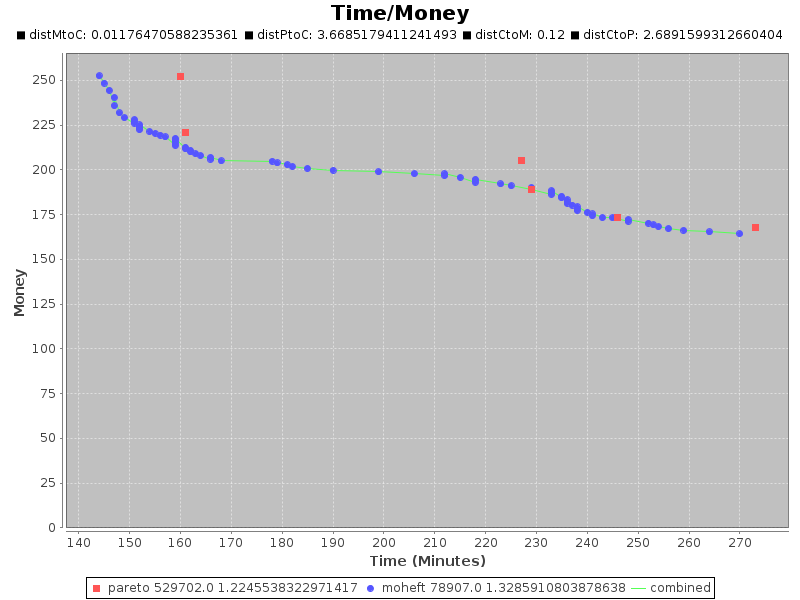 Time/Money
distMtoC: 0.01176470588235361 distPtoC: 3.6685179411241493 distCtoM: 0.12 distCtoP: 2.6891599312660404
Money
250
225
200
175
150
125
100
75
50
25
0
140 150 160 170 180 190 200 210 220 230 240 250 260 270
Time (Minutes)
pareto 529702.0 1.2245538322971417 moheft 78907.0 1.3285910803878638 combined